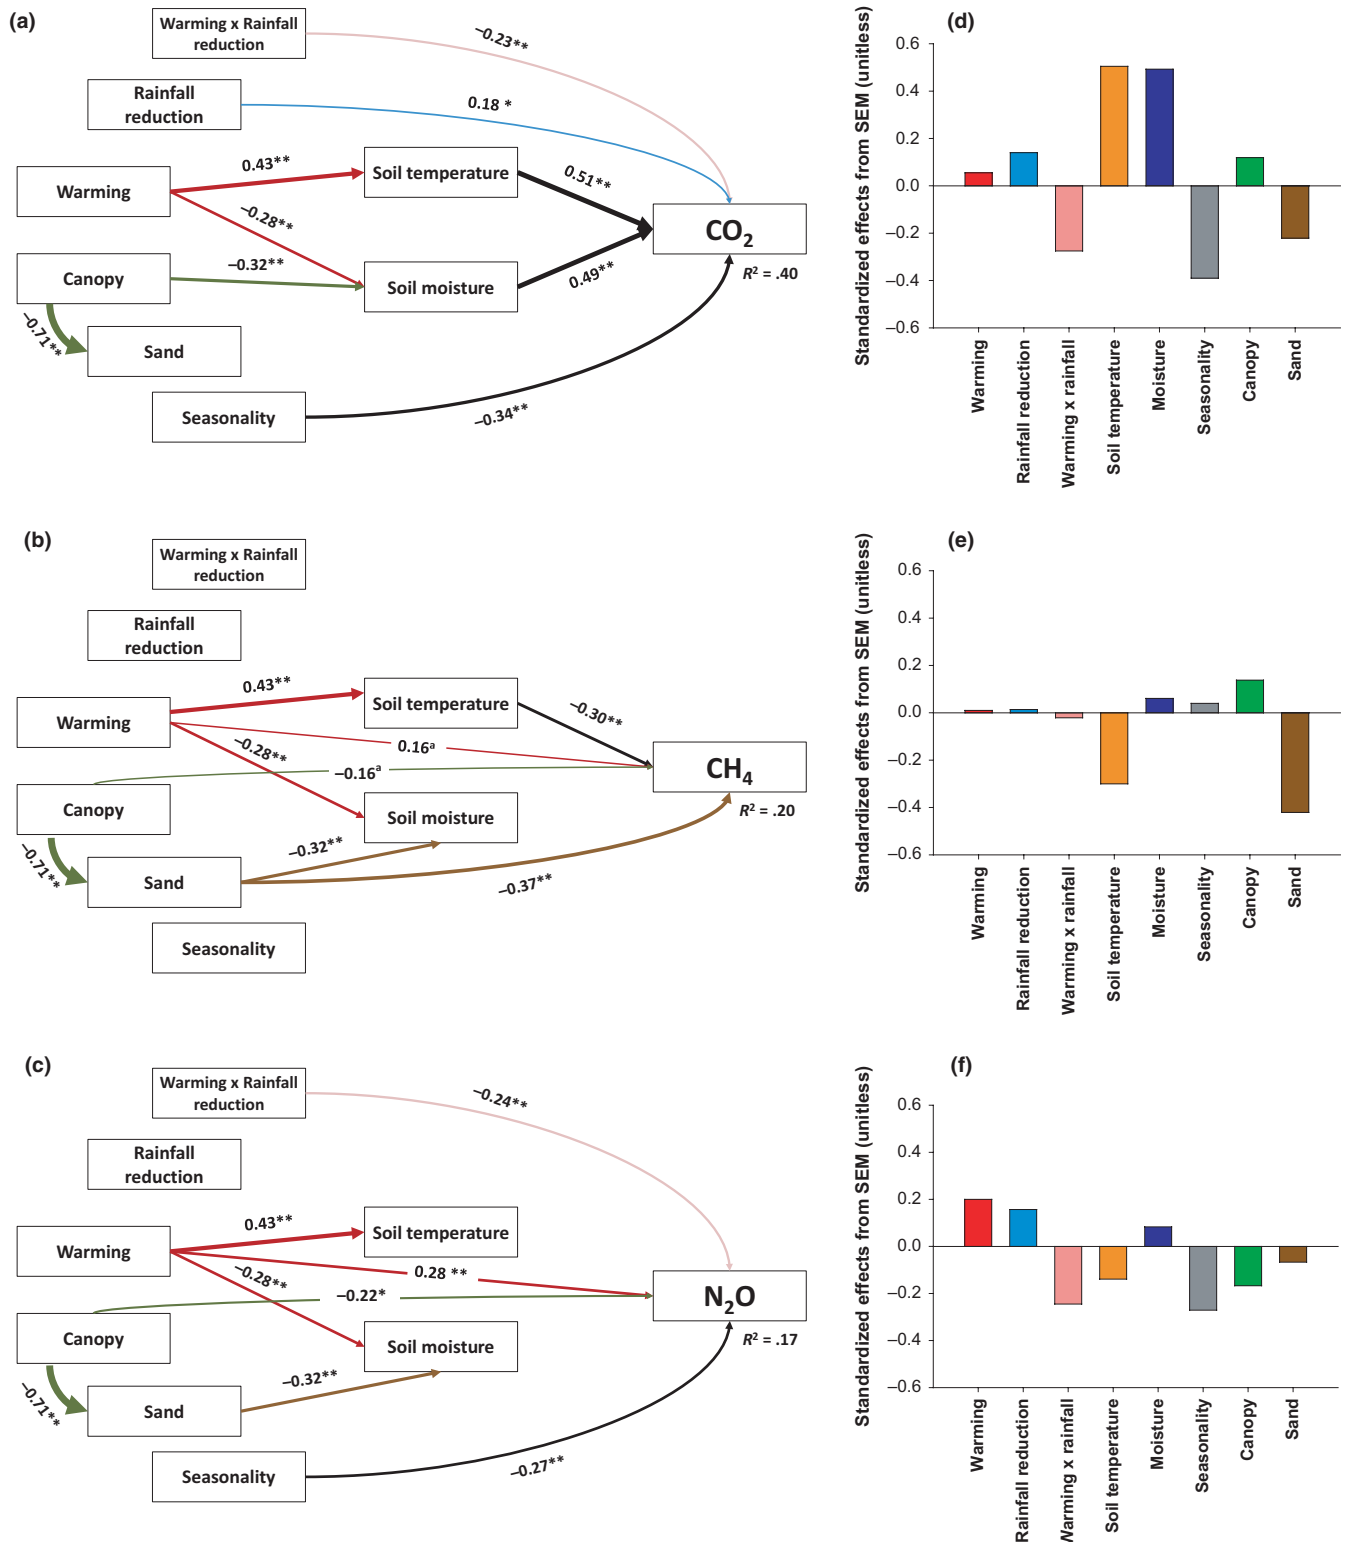 (a)
Warming x Rainfall
reduction
−0.23**
Rainfall
reduction
0.18 *
Warming
0.43**
Soil temperature
0.51**
−0.28**
CO2
R2 = .40
Canopy
−0.32**
Soil moisture
0.49**
−0.71**
Sand
Seasonality
−0.34**
(d)
Standardized effects from SEM (unitless)
0.6
0.4
0.2
0.0
−0.2
−0.4
−0.6
Warming
Rainfall reduction
Warming x rainfall
Soil temperature
Moisture
Seasonality
Canopy
Sand
(b)
Warming x Rainfall
reduction
Rainfall
reduction
Warming
0.43**
Soil temperature
−0.30**
−0.28**
0.16a
−0.16a
CH4
R2 = .20
Canopy
Soil moisture
−0.71**
Sand
−0.32**
−0.37**
Seasonality
(e)
Standardized effects from SEM (unitless)
0.6
0.4
0.2
0.0
−0.2
−0.4
−0.6
Warming
Rainfall reduction
Warming x rainfall
Soil temperature
Moisture
Seasonality
Canopy
Sand
(c)
Warming x Rainfall
reduction
−0.24**
Rainfall
reduction
Warming
0.43**
Soil temperature
0.28 **
−0.28**
−0.22*
N2O
R2 = .17
Canopy
Soil moisture
−0.71**
Sand
−0.32**
Seasonality
−0.27**
(f)
Standardized effects from SEM (unitless)
0.6
0.4
0.2
0.0
−0.2
−0.4
−0.6
Warming
Rainfall reduction
Warming x rainfall
Soil temperature
Moisture
Seasonality
Canopy
Sand